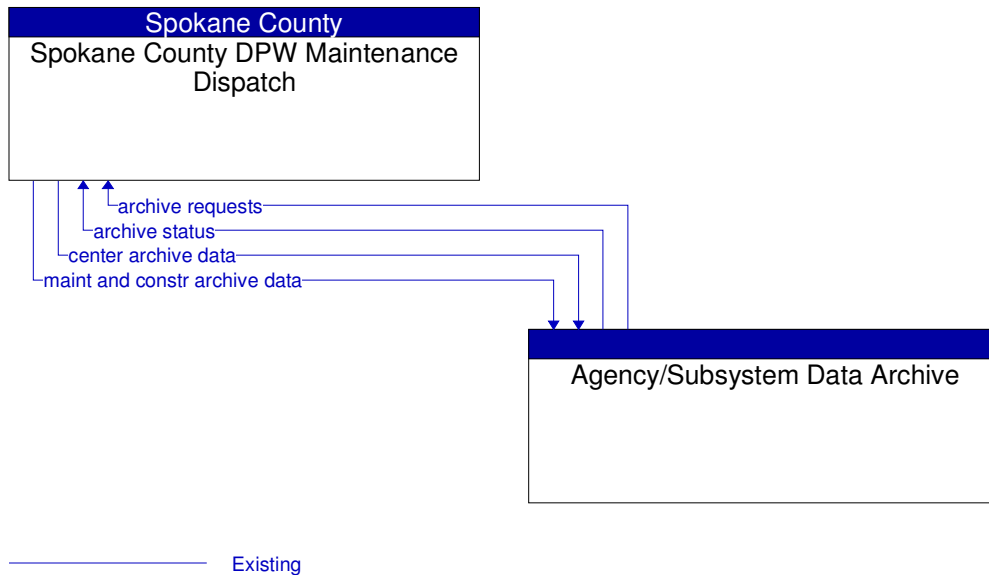 Spokane County
Spokane County DPW Maintenance
Dispatch
archive requests
archive status
center archive data
maint and constr archive data
Agency/Subsystem Data Archive
Existing